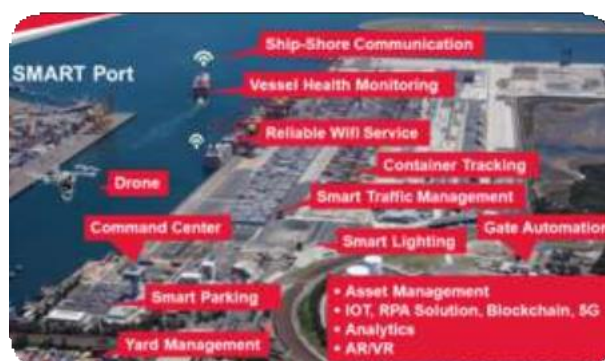 Ship-Shore Communication
SMART Port
Vessel Health Monitoring
Reliable Wifi Service
Container Tracking
Drone
Smart Traffic Management
Command Center
Gate Automation
Smart Lighting
Smart Parking
• Asset Management
• IOT, RPA Solution, Blockchain, 5G
• Analytics
• AR/VR
Yard Management